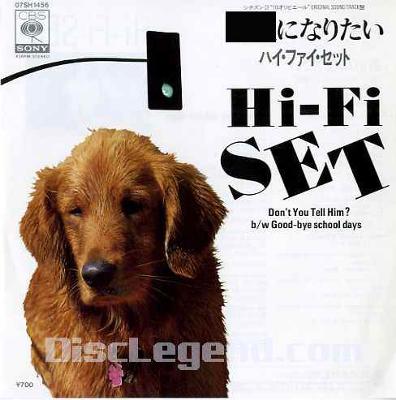 07SH1456
CBS
SONY
になりたい
ハイ・ファイ・セット
Hi-Fi
SET
Don't You Tell Him?
b/w Good-bye school days
DiscLegend.com
¥700